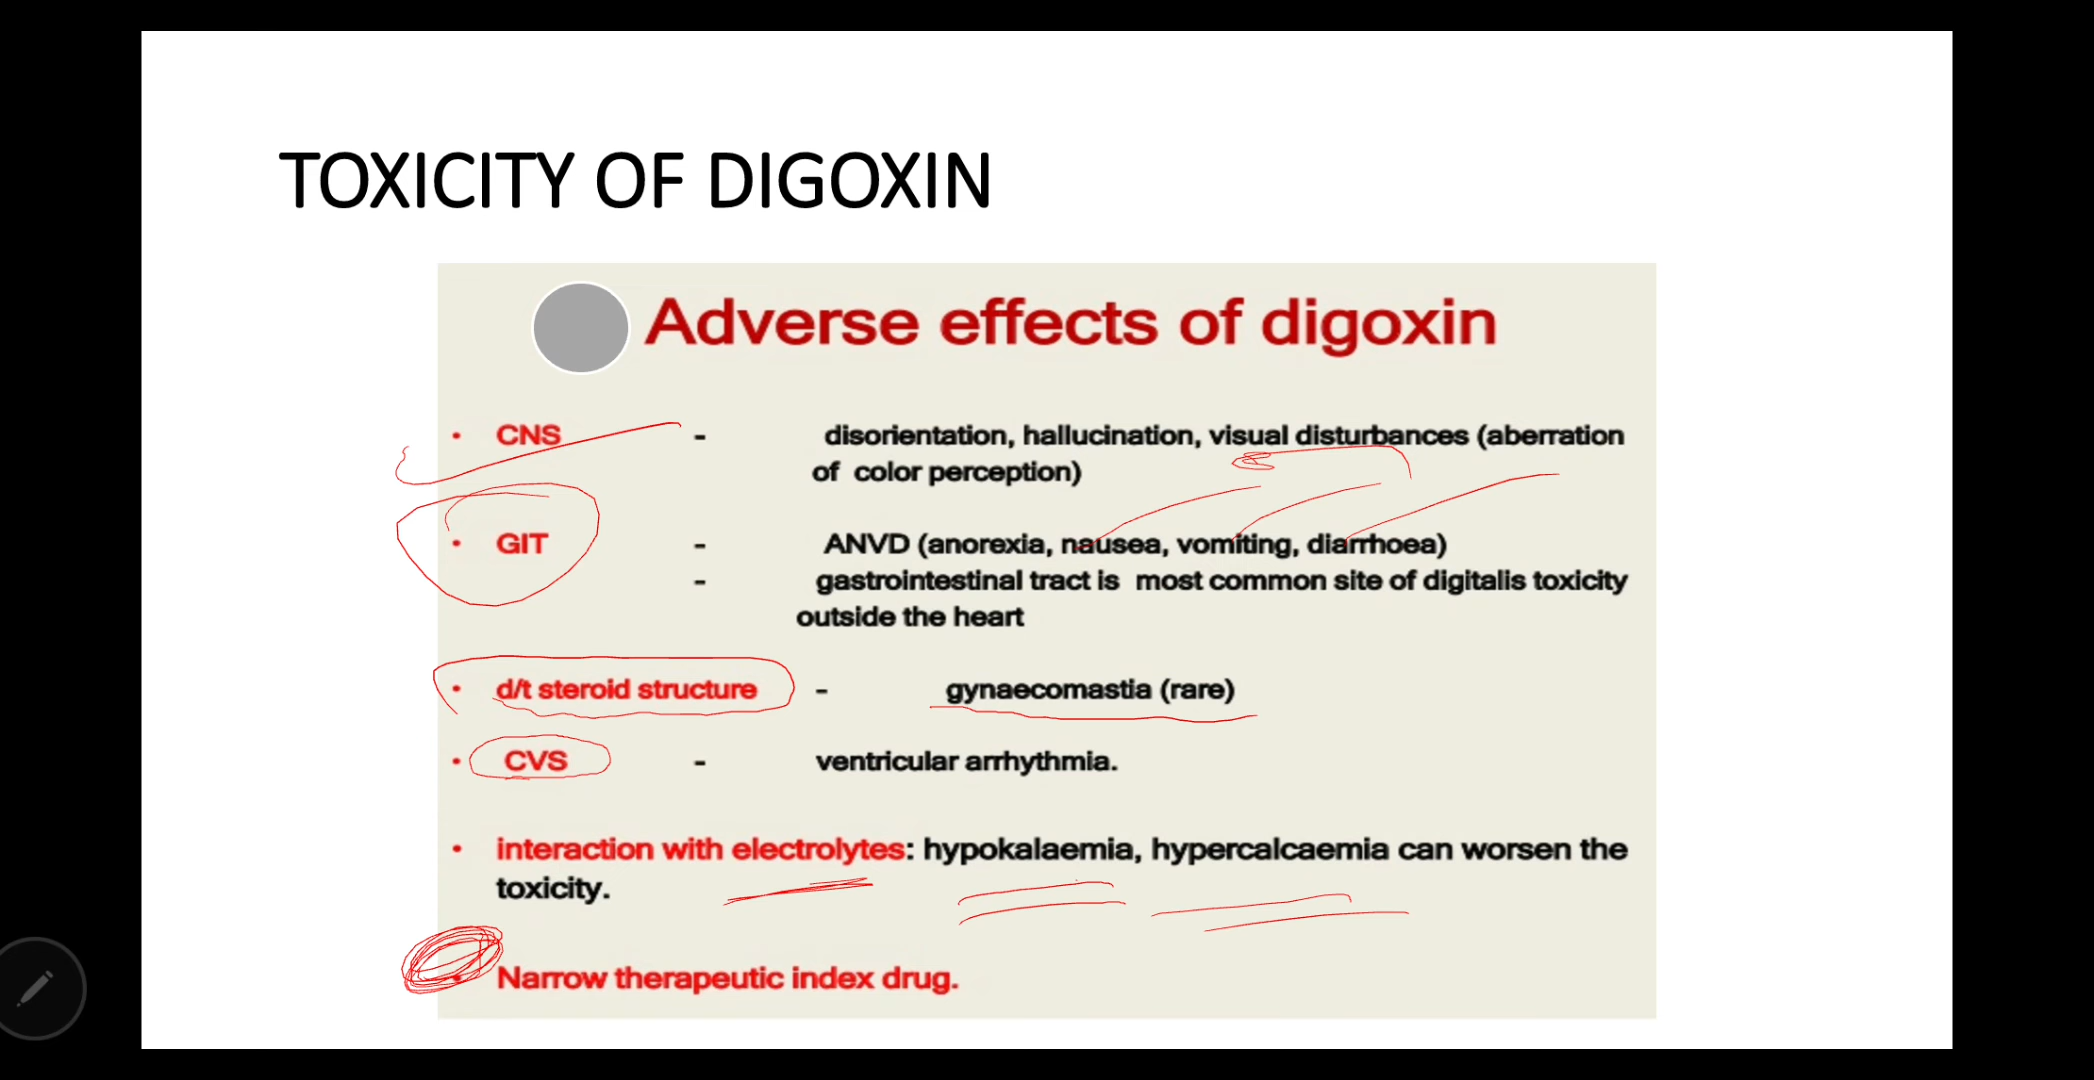 TOXICITY OF DIGOXIN
Adverse effects of digoxin
• CNS - disorientation, hallucination, visual disturbances (aberration
of color perception)
• GIT - ANVD (anorexia, nausea, vomiting, diarrhoea)
- gastrointestinal tract is most common site of digitalis toxicity
outside the heart
• d/t steroid structure - gynaecomastia (rare)
• CVS - ventricular arrhythmia.
• interaction with electrolytes: hypokalaemia, hypercalcaemia can worsen the
toxicity.
• Narrow therapeutic index drug.